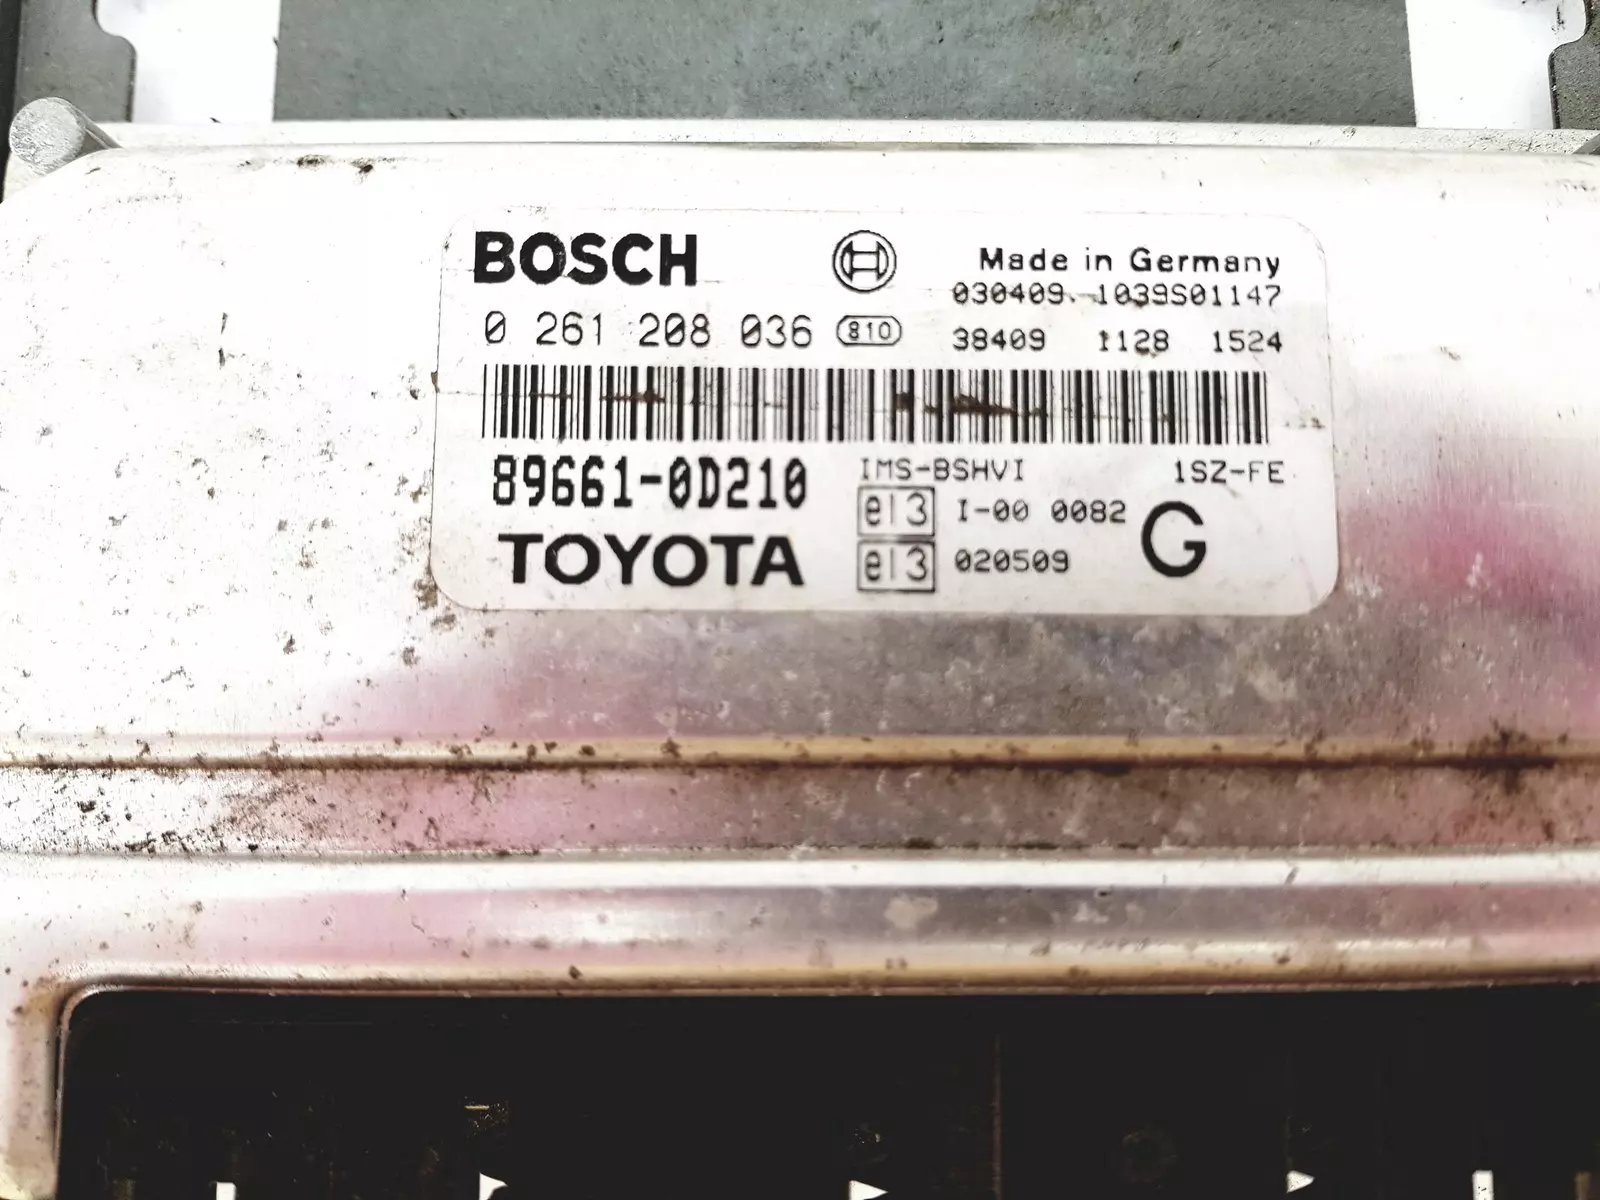 BOSCH
Made in Germany
030409. 1039S01147
0 261 208 036 810
38409 1128 1524
89661-0D210
IMS-BSHVI 1SZ-FE
e13 I-00 0082 G
TOYOTA
e13 020509